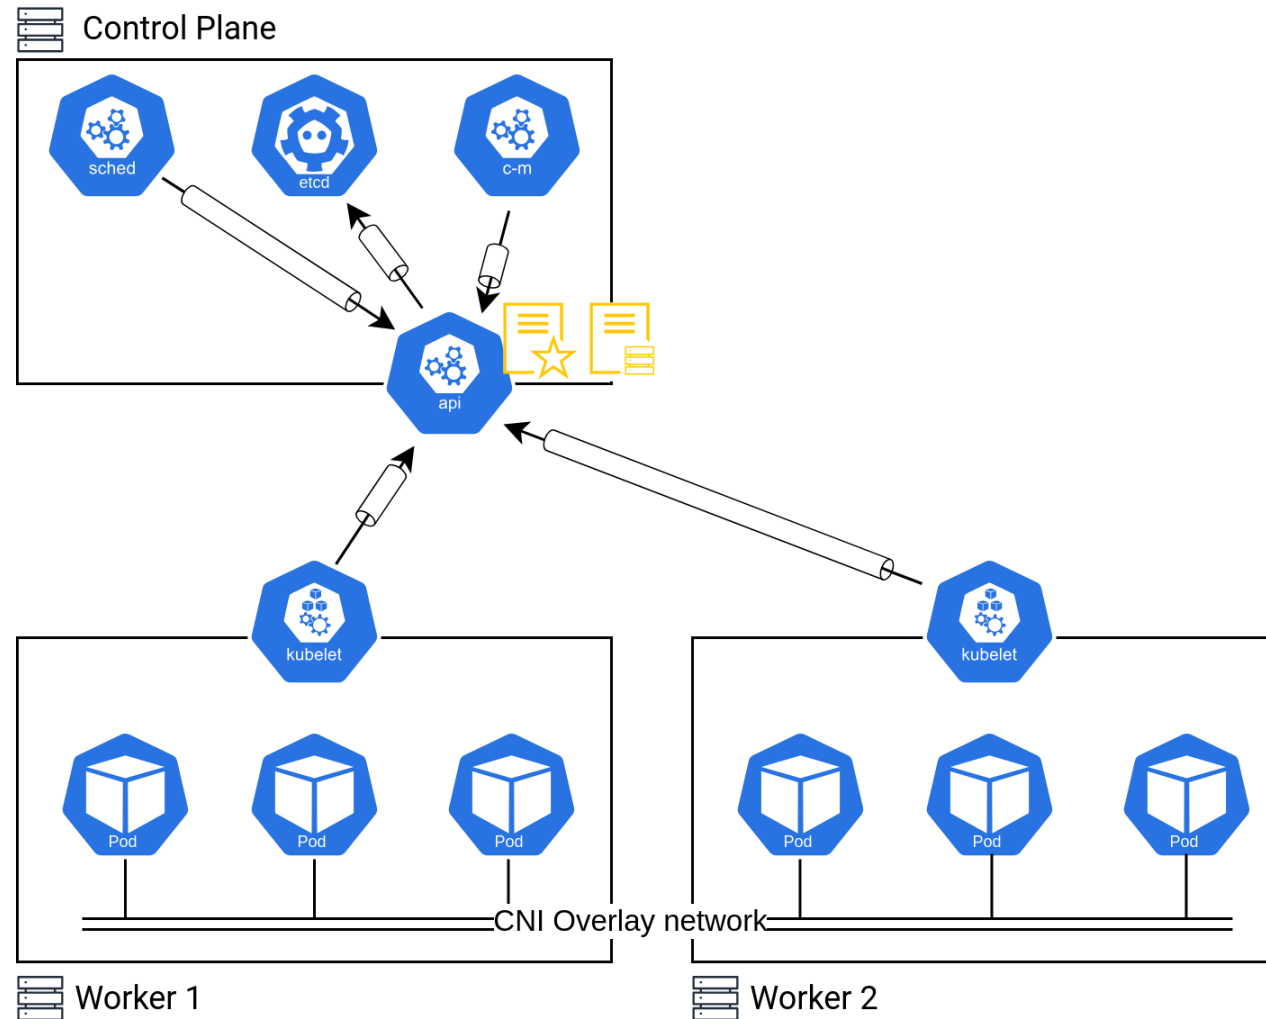 Control Plane
sched
etcd
c-m
api
kubelet
kubelet
Pod
Pod
Pod
Pod
Pod
Pod
CNI Overlay network
Worker 1
Worker 2